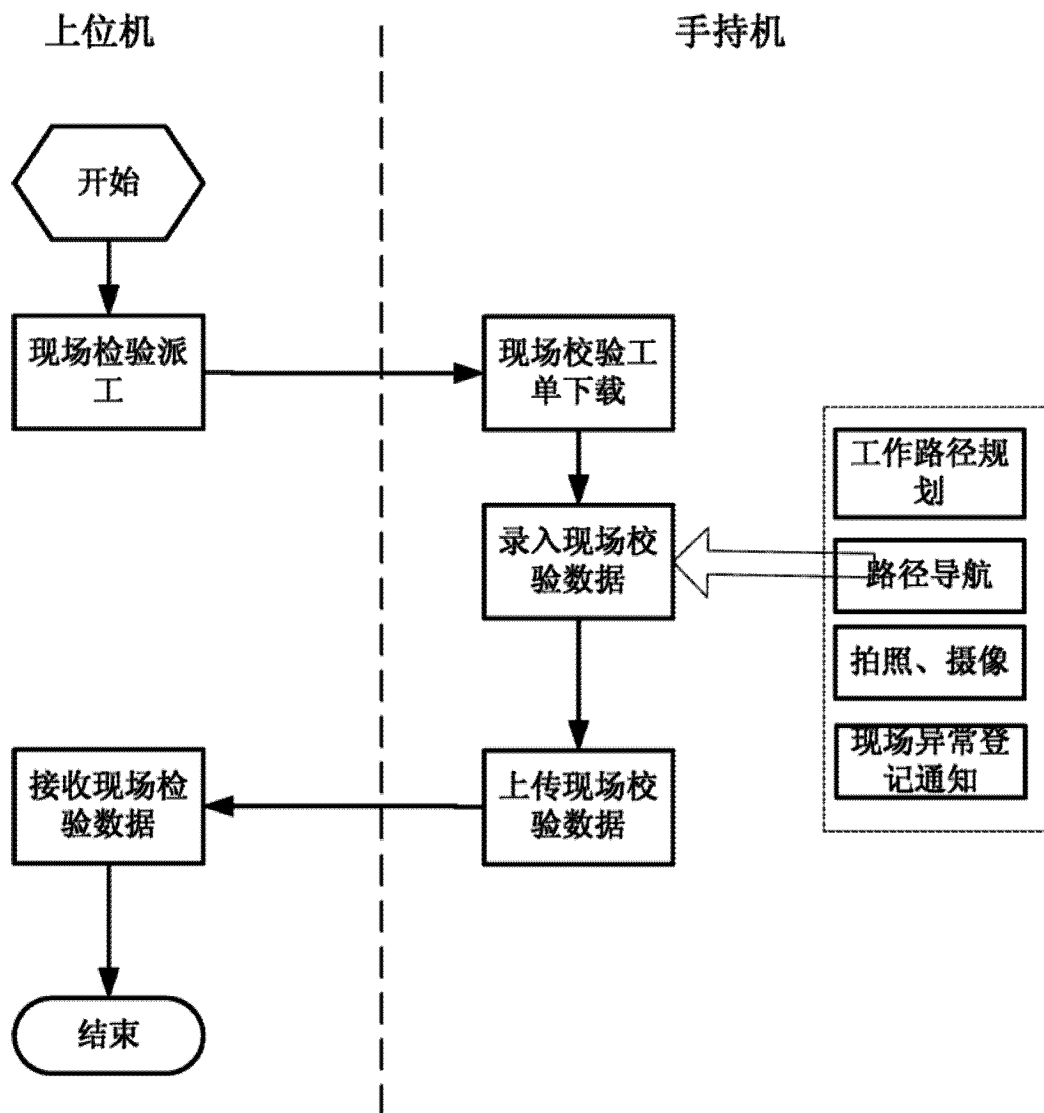 上位机
手持机
开始
现场检验派
工
现场校验工
单下载
工作路径规
划
录入现场校
验数据
路径导航
拍照、摄像
现场异常登
记通知
接收现场检
验数据
上传现场校
验数据
结束